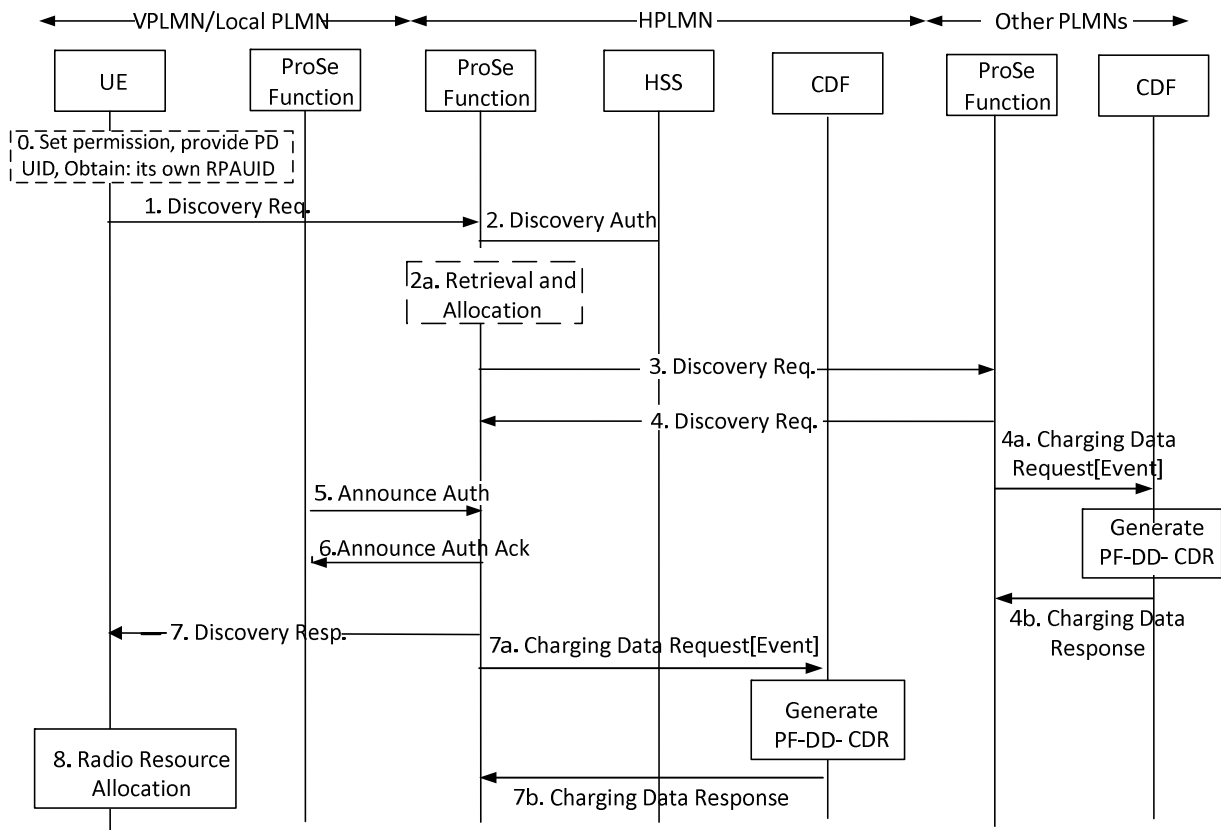 VPLMN/Local PLMN
HPLMN
Other PLMNs
UE
ProSe
Function
ProSe
Function
HSS
CDF
ProSe
Function
CDF
0. Set permission, provide PD
UID, Obtain: its own RPAUID
1. Discovery Req.
2. Discovery Auth
2a. Retrieval and
Allocation
3. Discovery Req.
4. Discovery Req.
4a. Charging Data
Request[Event]
5. Announce Auth
Generate
PF-DD- CDR
6.Announce Auth Ack
4b. Charging Data
Response
7. Discovery Resp.
7a. Charging Data Request[Event]
Generate
PF-DD- CDR
8. Radio Resource
Allocation
7b. Charging Data Response